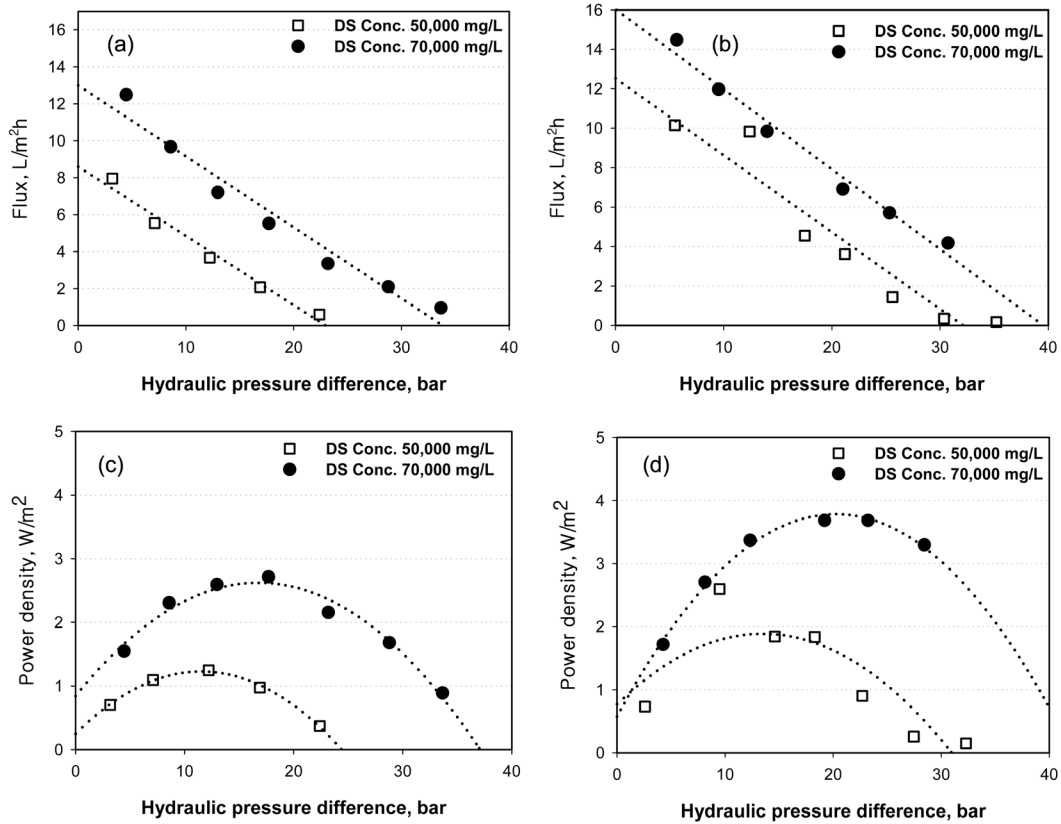 (a)
DS Conc. 50,000 mg/L
DS Conc. 70,000 mg/L
Flux, L/m²h
16
14
12
10
8
6
4
2
0
0 10 20 30 40
Hydraulic pressure difference, bar
(b)
DS Conc. 50,000 mg/L
DS Conc. 70,000 mg/L
Flux, L/m²h
16
14
12
10
8
6
4
2
0
0 10 20 30 40
Hydraulic pressure difference, bar
(c)
DS Conc. 50,000 mg/L
DS Conc. 70,000 mg/L
Power density, W/m²
5
4
3
2
1
0
0 10 20 30 40
Hydraulic pressure difference, bar
(d)
DS Conc. 50,000 mg/L
DS Conc. 70,000 mg/L
Power density, W/m²
5
4
3
2
1
0
0 10 20 30 40
Hydraulic pressure difference, bar